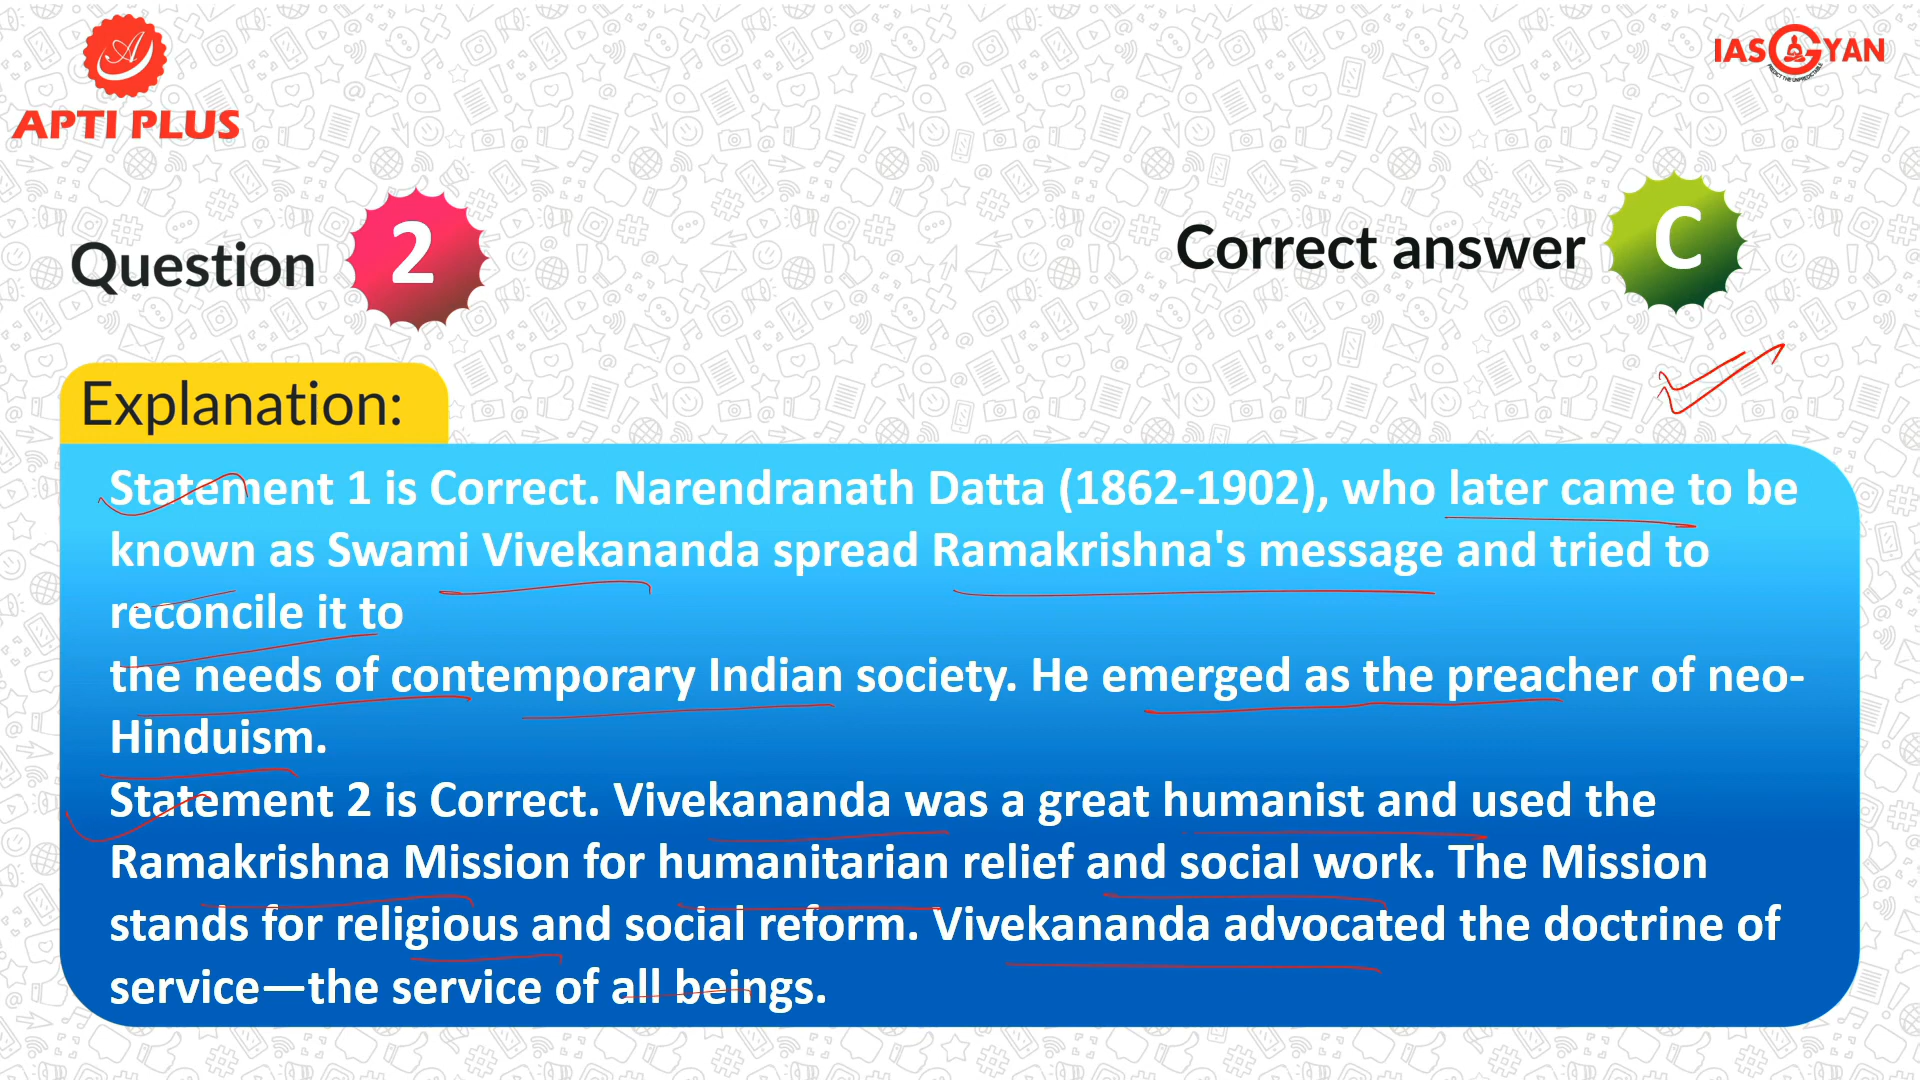 APTI PLUS
IASGYAN
PREDICT THE UNPREDICTABLE
Question 2
Correct answer C
Explanation:
Statement 1 is Correct. Narendranath Datta (1862-1902), who later came to be
known as Swami Vivekananda spread Ramakrishna's message and tried to
reconcile it to
the needs of contemporary Indian society. He emerged as the preacher of neo-
Hinduism.
Statement 2 is Correct. Vivekananda was a great humanist and used the
Ramakrishna Mission for humanitarian relief and social work. The Mission
stands for religious and social reform. Vivekananda advocated the doctrine of
service—the service of all beings.